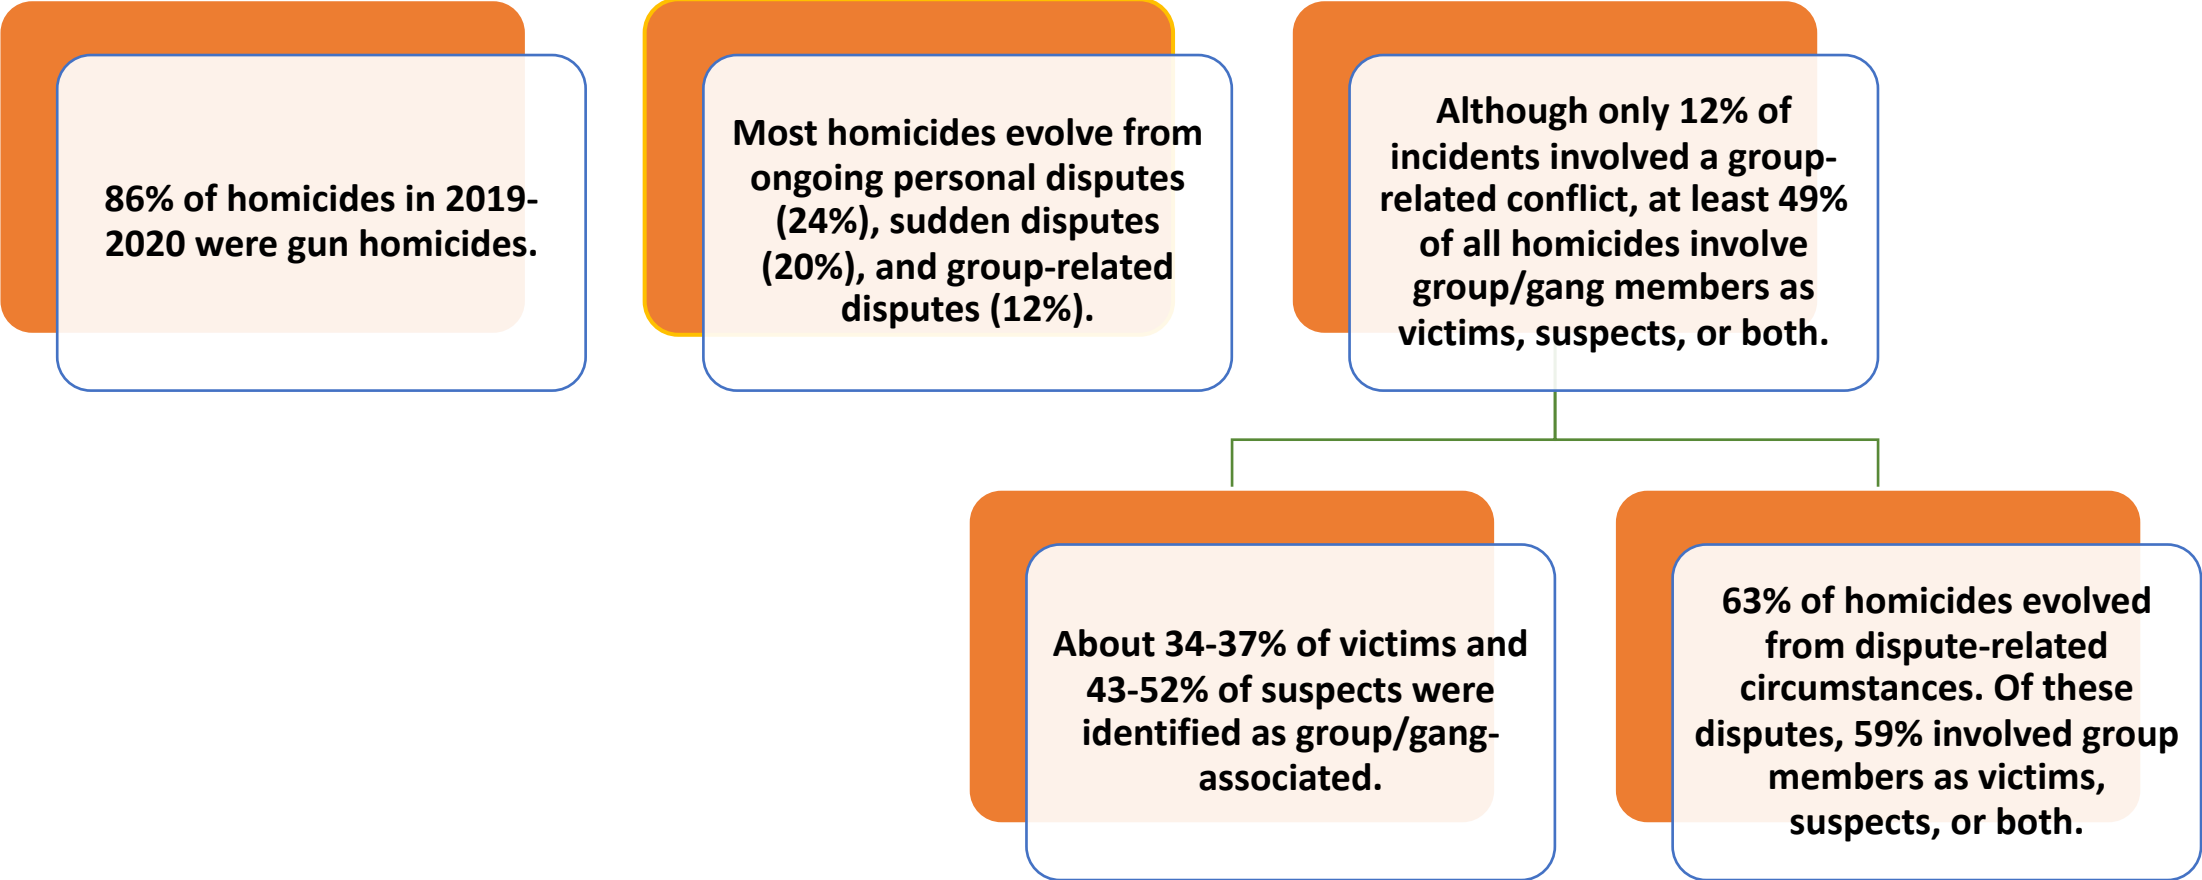 86% of homicides in 2019-
2020 were gun homicides.
Most homicides evolve from
ongoing personal disputes
(24%), sudden disputes
(20%), and group-related
disputes (12%).
Although only 12% of
incidents involved a group-
related conflict, at least 49%
of all homicides involve
group/gang members as
victims, suspects, or both.
About 34-37% of victims and
43-52% of suspects were
identified as group/gang-
associated.
63% of homicides evolved
from dispute-related
circumstances. Of these
disputes, 59% involved group
members as victims,
suspects, or both.